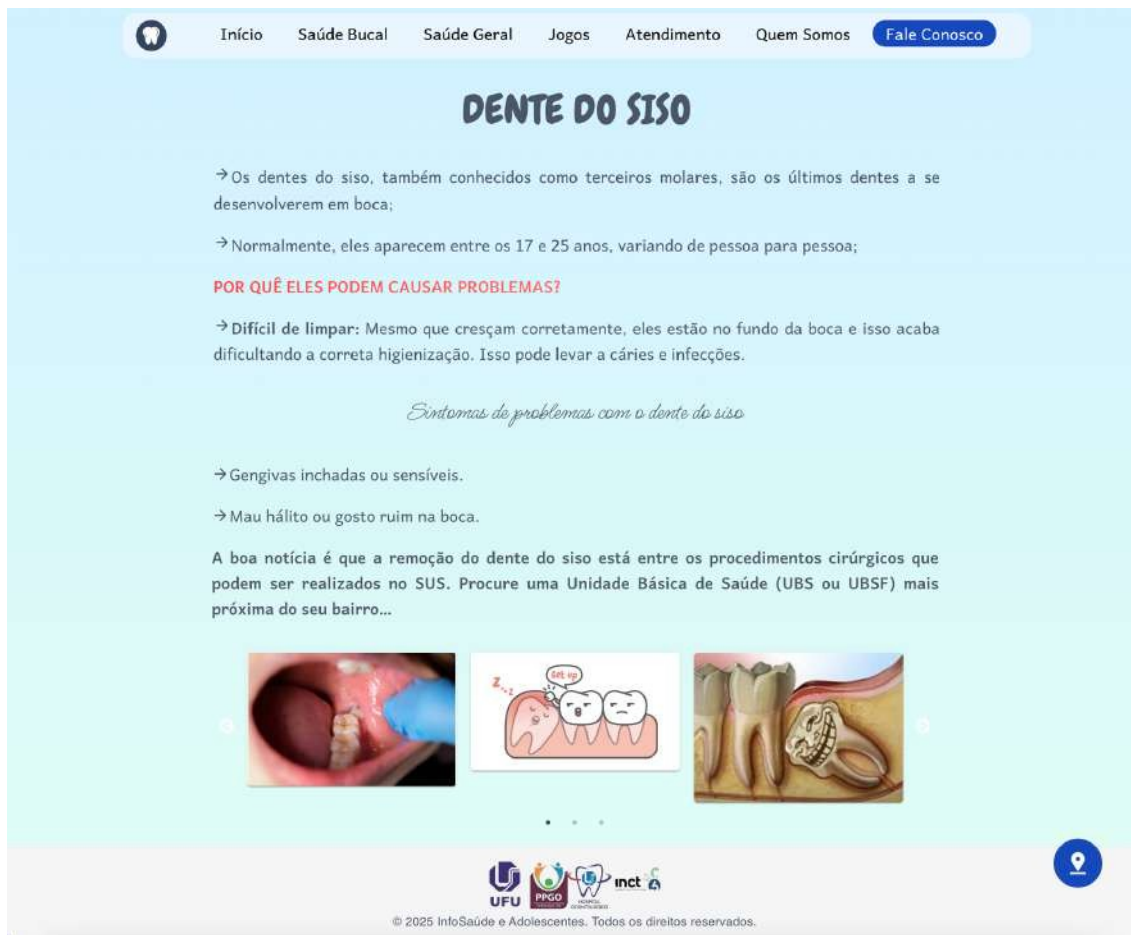 Início Saúde Bucal Saúde Geral Jogos Atendimento Quem Somos Fale Conosco
DENTE DO SISO
→Os dentes do siso, também conhecidos como terceiros molares, são os últimos dentes a se
desenvolverem em boca;
→Normalmente, eles aparecem entre os 17 e 25 anos, variando de pessoa para pessoa;
POR QUÊ ELES PODEM CAUSAR PROBLEMAS?
→Difícil de limpar: Mesmo que cresçam corretamente, eles estão no fundo da boca e isso acaba
dificultando a correta higienização. Isso pode levar a cáries e infecções.
Sintomas de problemas com o dente do siso
→Gengivas inchadas ou sensíveis.
→Mau hálito ou gosto ruim na boca.
A boa notícia é que a remoção do dente do siso está entre os procedimentos cirúrgicos que
podem ser realizados no SUS. Procure uma Unidade Básica de Saúde (UBS ou UBSF) mais
próxima do seu bairro...
Z...z
Get up
UFU
PPGO
inct
© 2025 InfoSaúde e Adolescentes. Todos os direitos reservados.